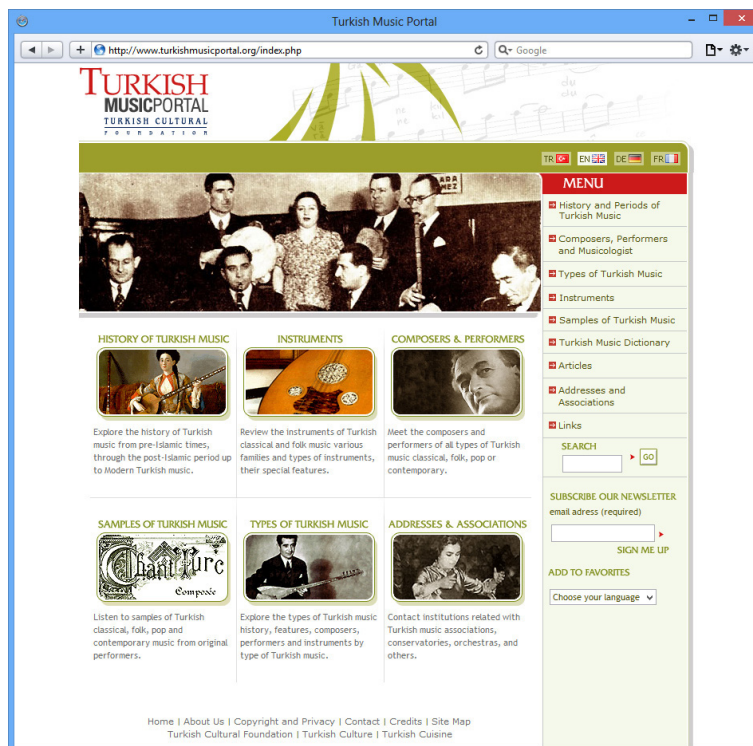 Turkish Music Portal
http://www.turkishmusicportal.org/index.php
Google
TURKISH
MUSICPORTAL
TURKISH CULTURAL
FOUNDATION
TR EN DE FR
MENU
History and Periods of
Turkish Music
Composers, Performers
and Musicologist
Types of Turkish Music
Instruments
Samples of Turkish Music
Turkish Music Dictionary
Articles
Addresses and
Associations
Links
SEARCH
GO
SUBSCRIBE OUR NEWSLETTER
email adress (required)
SIGN ME UP
ADD TO FAVORITES
Choose your language
HISTORY OF TURKISH MUSIC
Explore the history of Turkish
music from pre-Islamic times,
through the post-Islamic period up
to Modern Turkish music.
INSTRUMENTS
Review the instruments of Turkish
classical and folk music various
families and types of instruments,
their special features.
COMPOSERS & PERFORMERS
Meet the composers and
performers of all types of Turkish
music classical, folk, pop or
contemporary.
SAMPLES OF TURKISH MUSIC
Chant Turc
Composée
Listen to samples of Turkish
classical, folk, pop and
contemporary music from original
performers.
TYPES OF TURKISH MUSIC
Explore the types of Turkish music
history, features, composers,
performers and instruments by
type of Turkish music.
ADDRESSES & ASSOCIATIONS
Contact institutions related with
Turkish music associations,
conservatories, orchestras, and
others.
Home | About Us | Copyright and Privacy | Contact | Credits | Site Map
Turkish Cultural Foundation | Turkish Culture | Turkish Cuisine